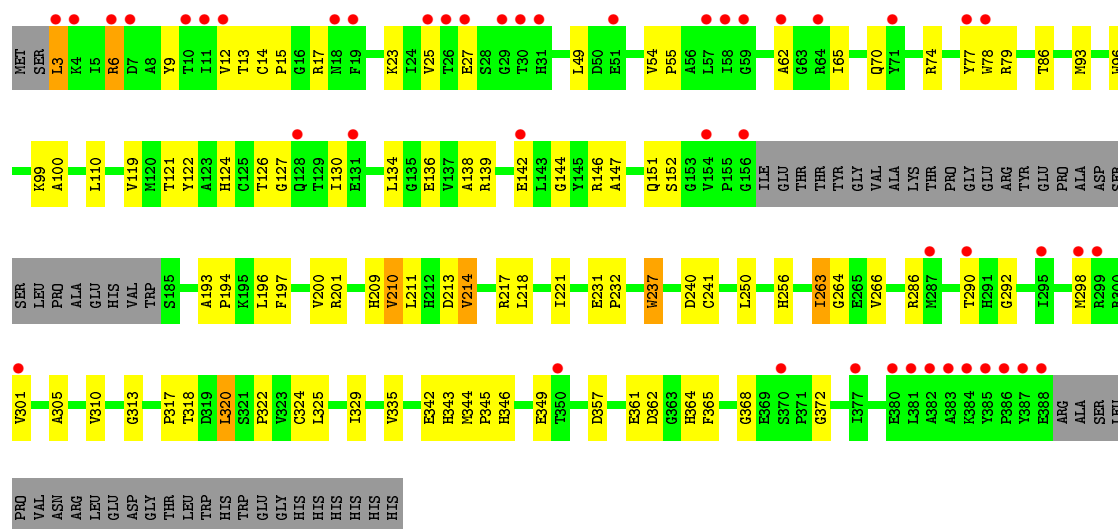 MET SER L3 K4 I5 R6 D7 A8 Y9 T10 I11 V12 T13 C14 P15 G16 R17 N18 F19 K23 I24 V25 T26 E27 S28 G29 T30 H31 L49 D50 E51 V54 P55 A56 L57 I58 G59 A62 G63 R64 I65 Q70 Y71 R74 Y77 W78 R79 T86 M93 W96
K99 A100 L110 V119 M120 T121 Y122 A123 H124 C125 T126 G127 Q128 T129 I130 E131 L134 G135 E136 V137 A138 R139 E142 L143 G144 Y145 R146 A147 Q151 S152 G153 V154 P155 G156 ILE GLU THR THR TYR GLY VAL ALA LYS THR PRO GLY GLU ARG TYR GLU PRO ALA ASP SER
SER LEU PRO ALA GLU HIS VAL TRP S185 A193 P194 K195 L196 F197 V200 R201 H209 V210 L211 H212 D213 V214 R217 L218 I221 E231 P232 W237 D240 C241 L250 H256 I263 G264 E265 V266 R286 M287 T290 H291 G292 I295 M298 R299 R300
V301 A305 V310 G313 P317 T318 D319 L320 S321 P322 V323 C324 L325 I329 V335 E342 H343 M344 P345 H346 E349 T350 D357 E361 D362 G363 H364 F365 G368 E369 S370 P371 G372 I377 E380 L381 A382 A383 K384 Y385 P386 Y387 E388 ARG ALA SER LEU
PRO VAL ASN ARG LEU GLU ASP GLY THR LEU TRP HIS TRP GLU GLY HIS HIS HIS HIS HIS HIS